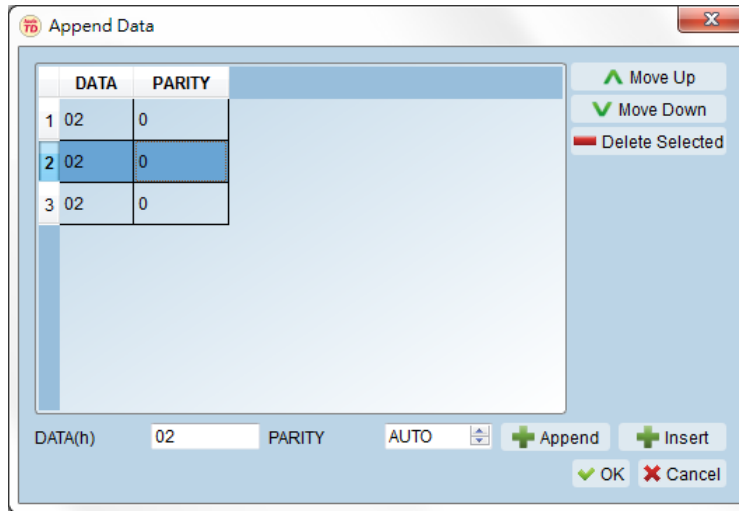 Append Data
DATA PARITY
1 02 0
2 02 0
3 02 0
Move Up
Move Down
Delete Selected
DATA(h) 02 PARITY AUTO Append Insert
OK Cancel